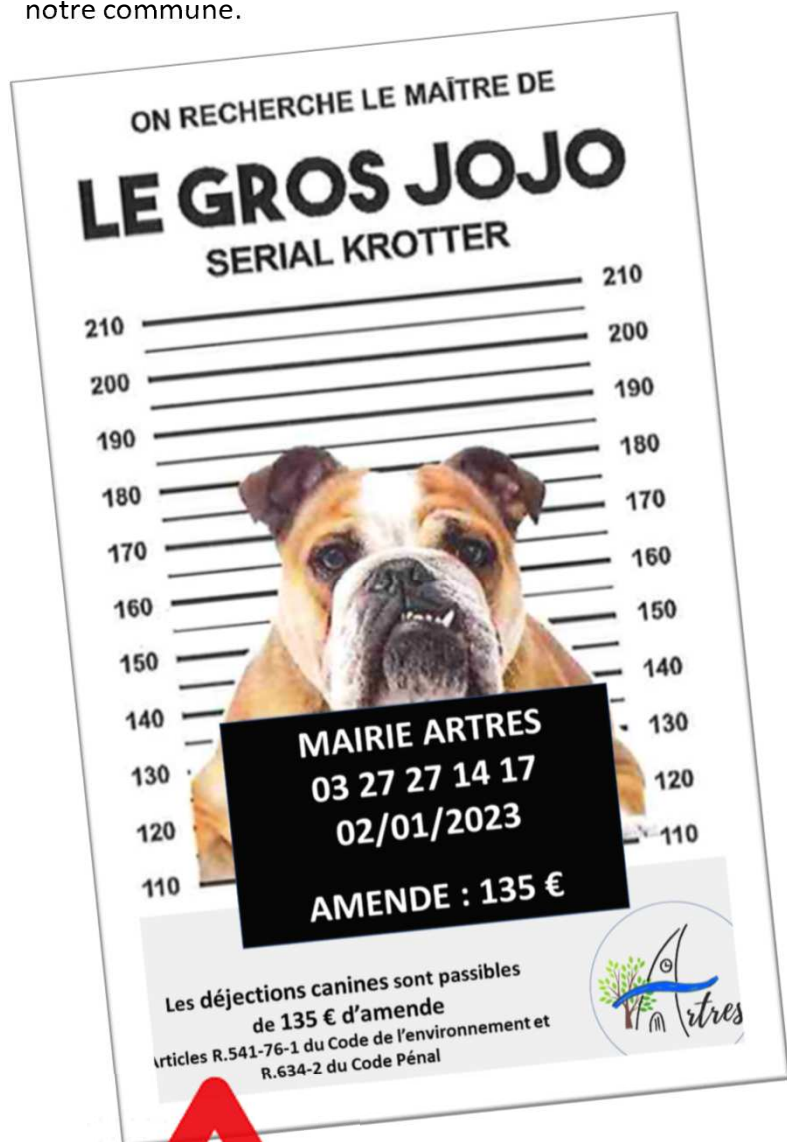 notre commune.
ON RECHERCHE LE MAÎTRE DE
LE GROS JOJO
SERIAL KROTTER
210 210
200 200
190 190
180 180
170 170
160 160
150 150
140 140
130 130
120 120
110 110
MAIRIE ARTRES
03 27 27 14 17
02/01/2023
AMENDE : 135 €
Les déjections canines sont passibles
de 135 € d'amende
rticles R.541-76-1 du Code de l'environnement et
R.634-2 du Code Pénal
Artres